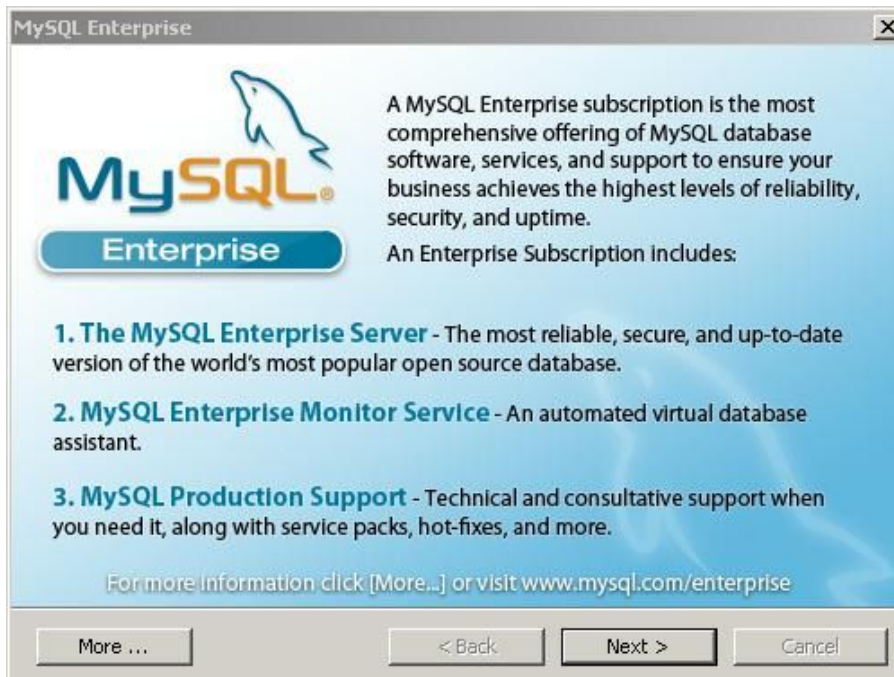 MySQL Enterprise
MySQL®
Enterprise
A MySQL Enterprise subscription is the most
comprehensive offering of MySQL database
software, services, and support to ensure your
business achieves the highest levels of reliability,
security, and uptime.
An Enterprise Subscription includes:
1. The MySQL Enterprise Server - The most reliable, secure, and up-to-date
version of the world's most popular open source database.
2. MySQL Enterprise Monitor Service - An automated virtual database
assistant.
3. MySQL Production Support - Technical and consultative support when
you need it, along with service packs, hot-fixes, and more.
For more information click [More...] or visit www.mysql.com/enterprise
More ...
< Back
Next >
Cancel